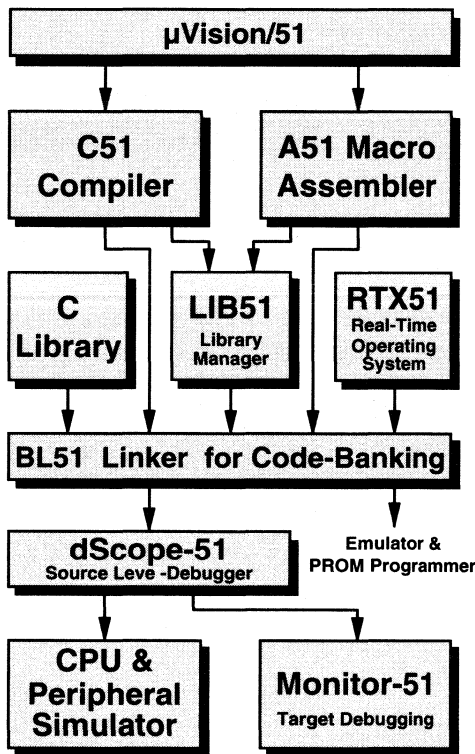 µVision/51
C51
Compiler
A51 Macro
Assembler
C
Library
LIB51
Library
Manager
RTX51
Real-Time
Operating
System
BL51 Linker for Code-Banking
dScope-51
Source Leve -Debugger
Emulator &
PROM Programmer
CPU &
Peripheral
Simulator
Monitor-51
Target Debugging